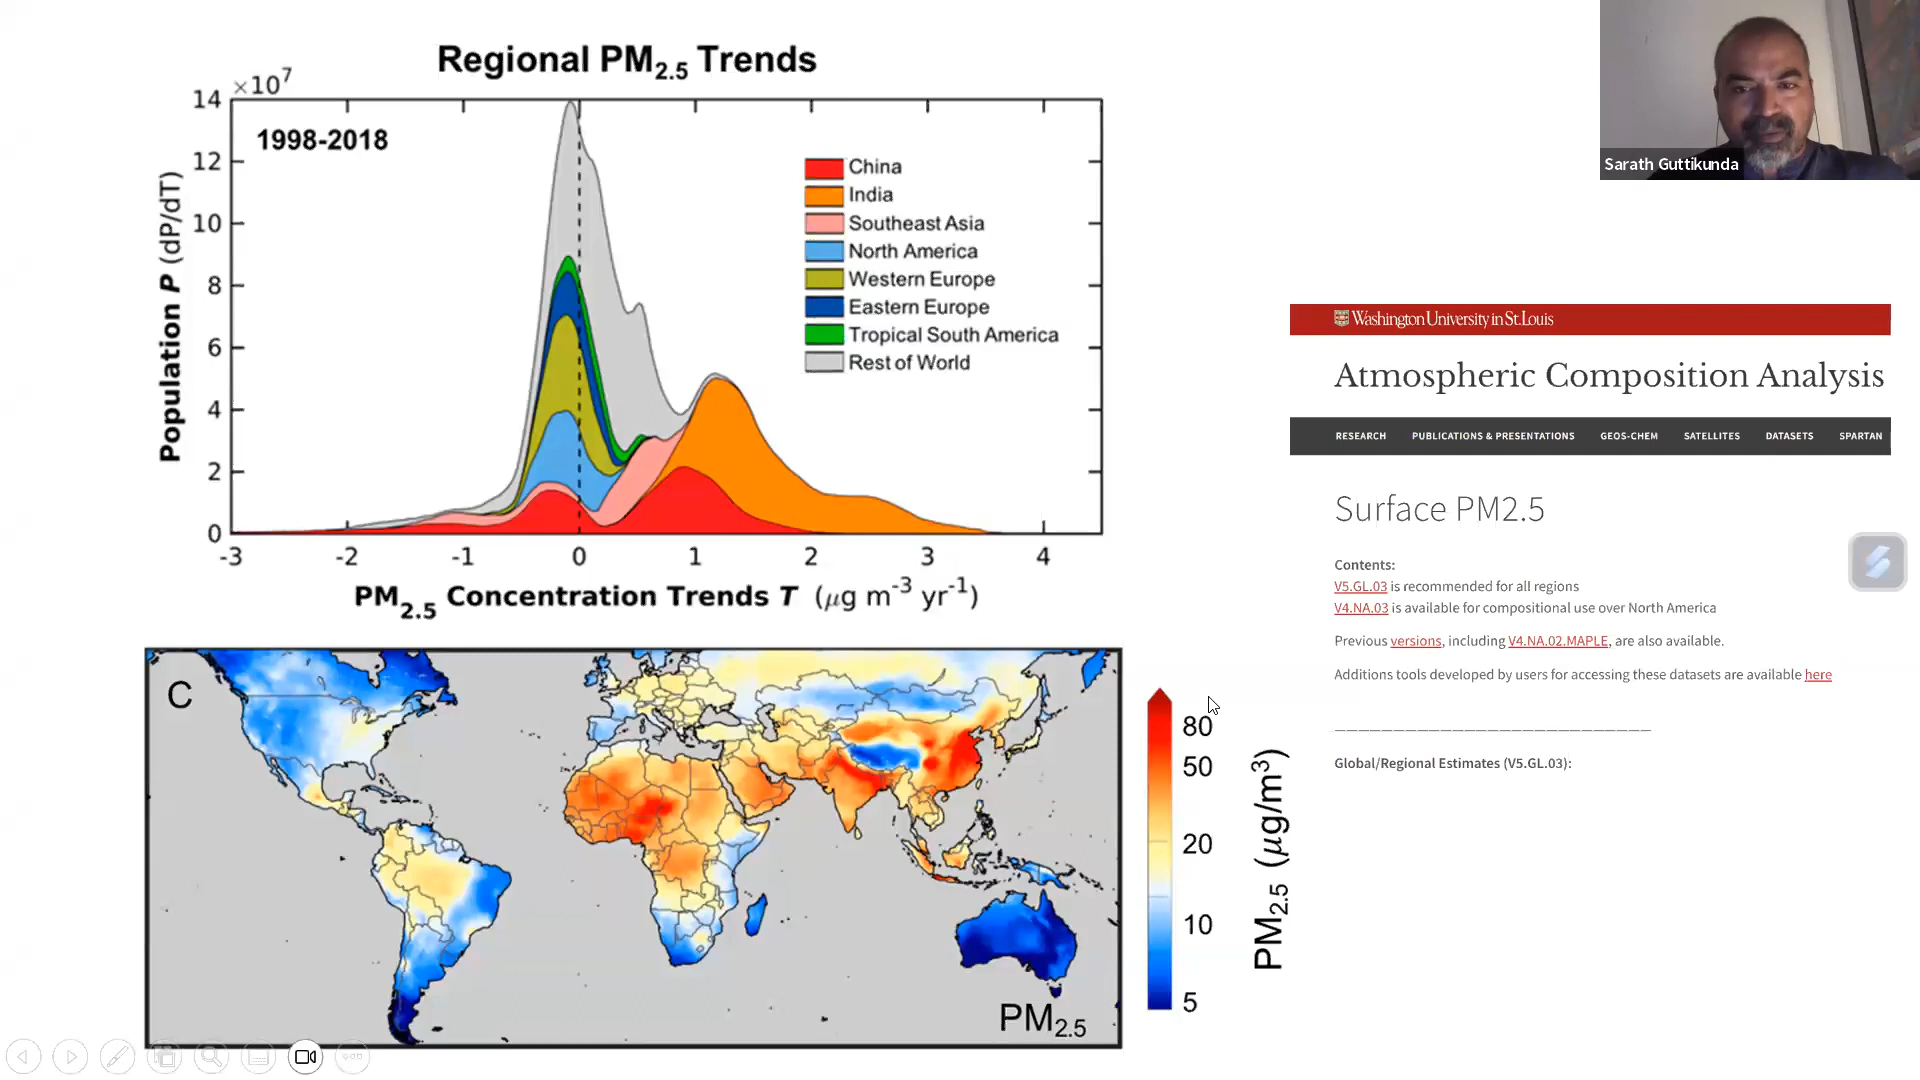 Regional PM2.5 Trends
×10^7
1998-2018
14
12
10
8
6
4
2
0
Population P (dP/dT)
-3 -2 -1 0 1 2 3 4
PM2.5 Concentration Trends T (μg m-3 yr-1)
China
India
Southeast Asia
North America
Western Europe
Eastern Europe
Tropical South America
Rest of World
C
PM2.5
80
50
20
10
5
PM2.5 (μg/m3)
Sarath Guttikunda
Washington University in St. Louis
Atmospheric Composition Analysis
RESEARCH PUBLICATIONS & PRESENTATIONS GEOS-CHEM SATELLITES DATASETS SPARTAN
Surface PM2.5
Contents:
V5.GL.03 is recommended for all regions
V4.NA.03 is available for compositional use over North America
Previous versions, including V4.NA.02.MAPLE, are also available.
Additions tools developed by users for accessing these datasets are available here
Global/Regional Estimates (V5.GL.03):